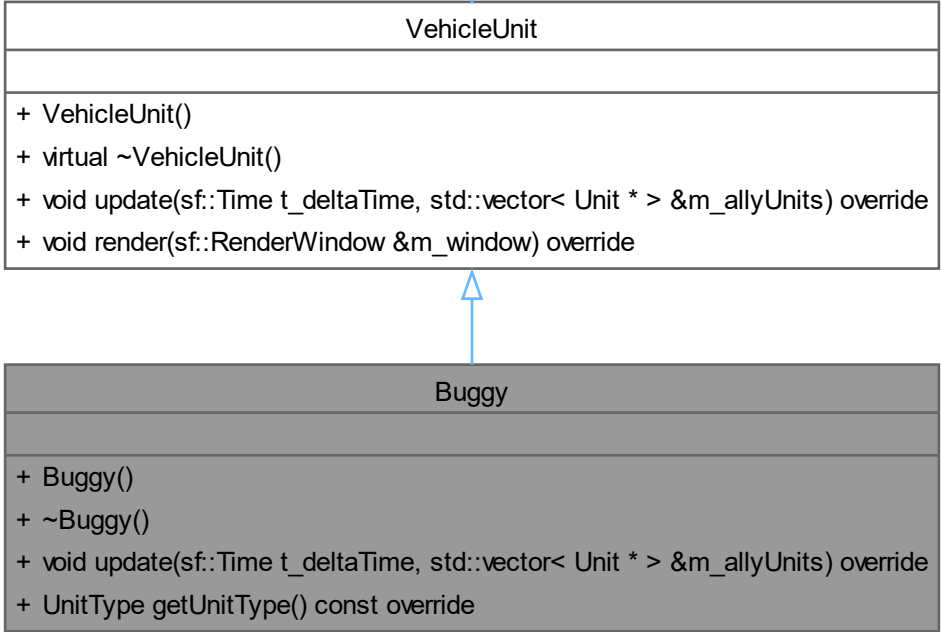 VehicleUnit
+ VehicleUnit()
+ virtual ~VehicleUnit()
+ void update(sf::Time t_deltaTime, std::vector< Unit * > &m_allyUnits) override
+ void render(sf::RenderWindow &m_window) override
Buggy
+ Buggy()
+ ~Buggy()
+ void update(sf::Time t_deltaTime, std::vector< Unit * > &m_allyUnits) override
+ UnitType getUnitType() const override